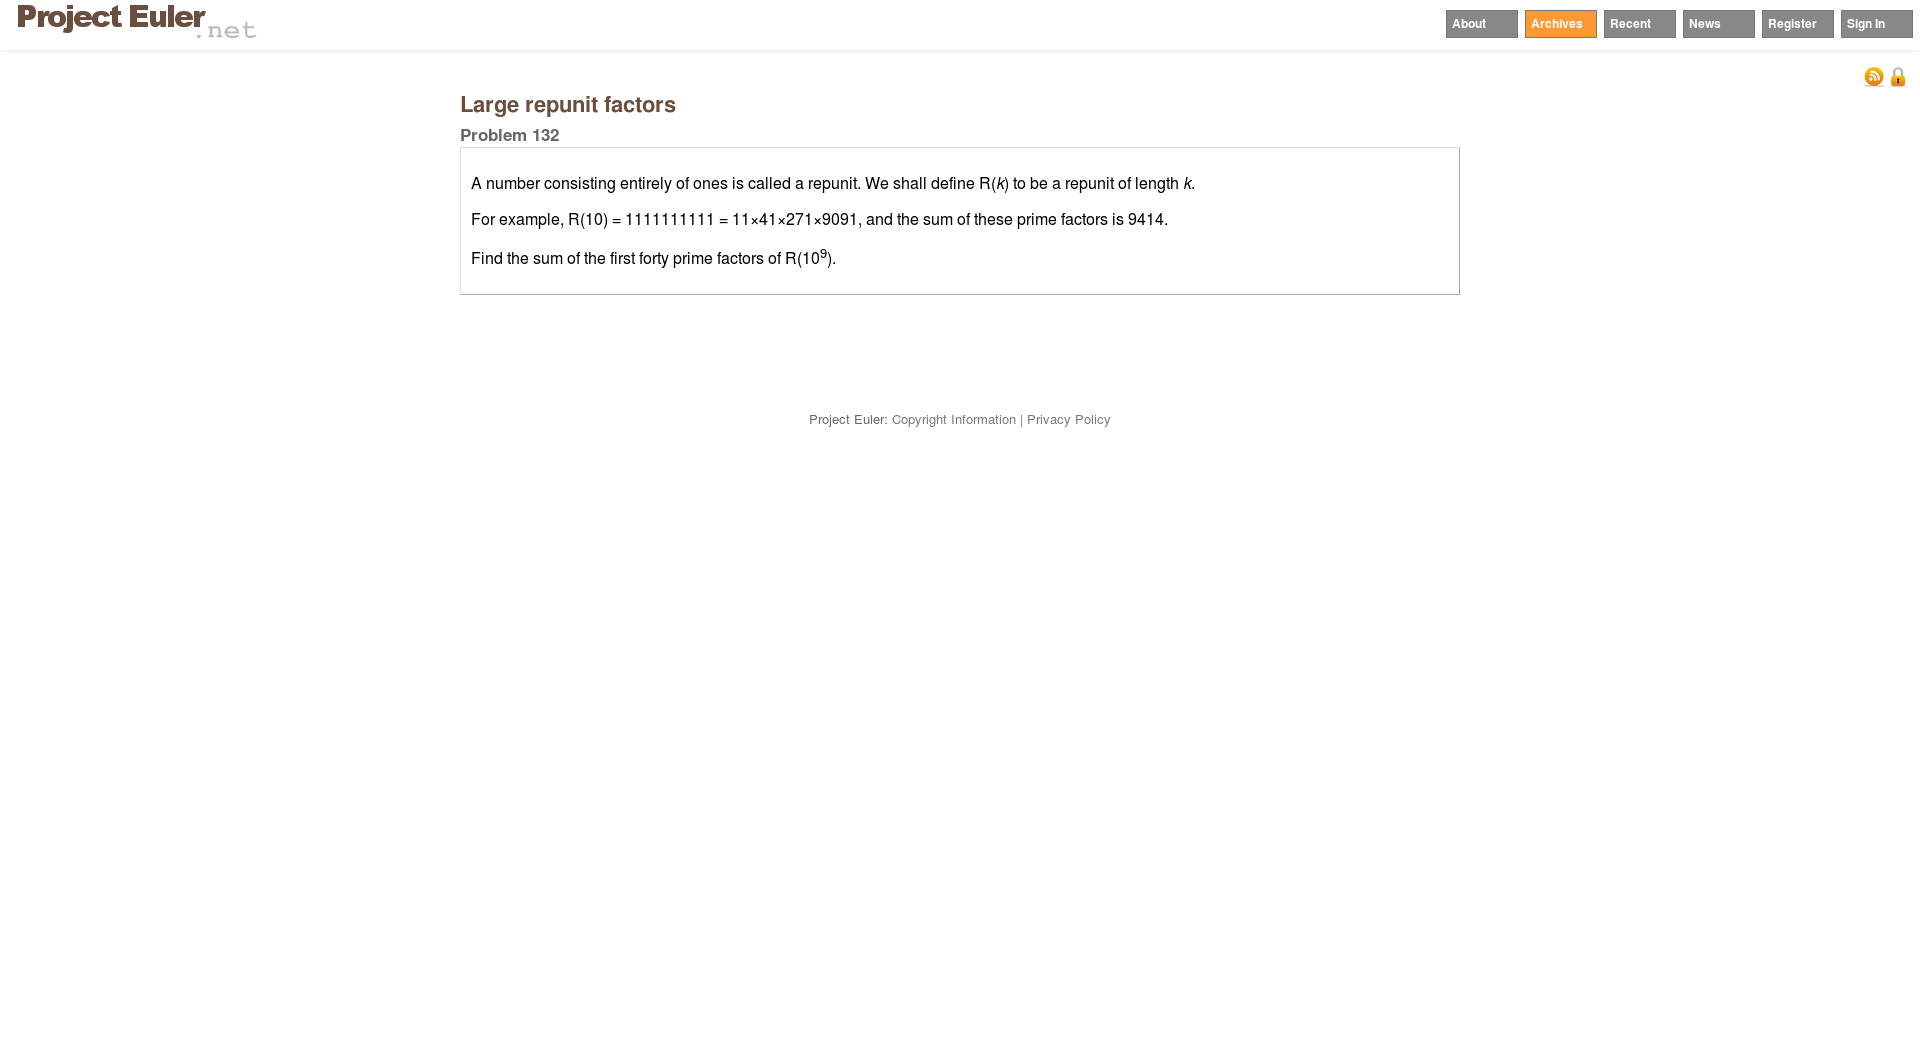 Project Euler.net
About Archives Recent News Register Sign In
Large repunit factors
Problem 132
A number consisting entirely of ones is called a repunit. We shall define R(k) to be a repunit of length k.
For example, R(10) = 1111111111 = 11×41×271×9091, and the sum of these prime factors is 9414.
Find the sum of the first forty prime factors of R(10⁹).
Project Euler: Copyright Information | Privacy Policy